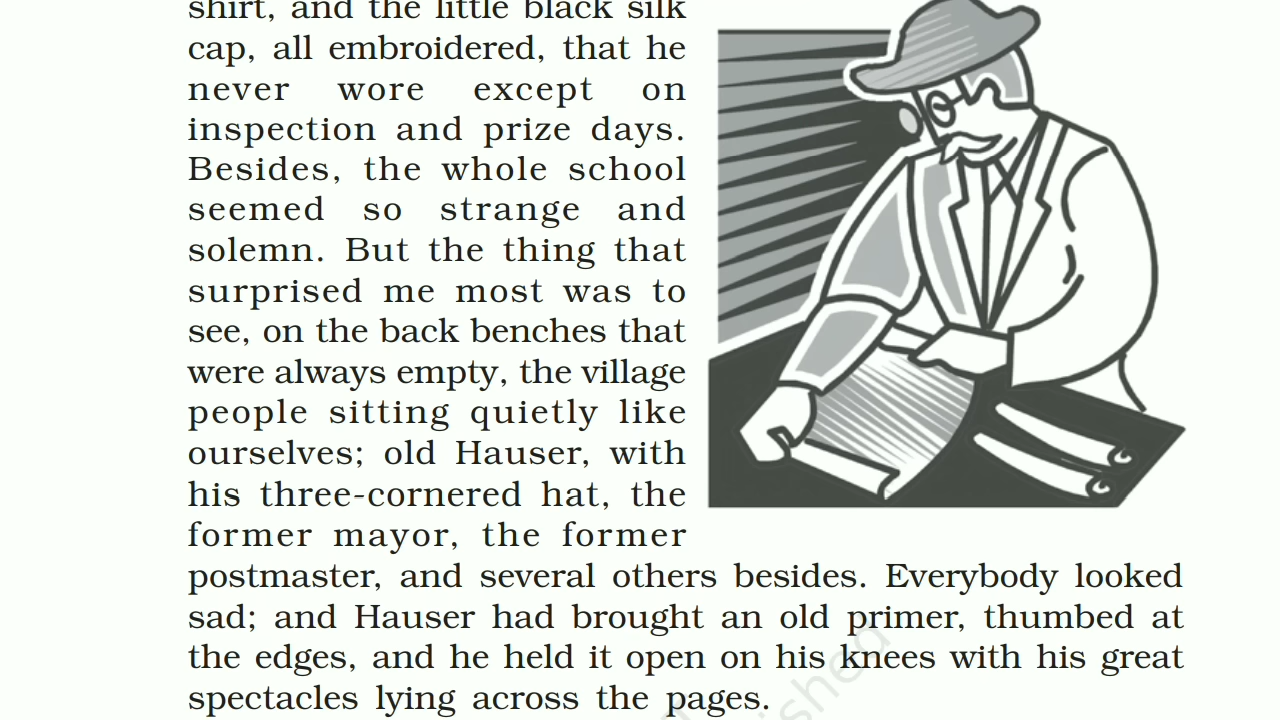 shirt, and the little black silk
cap, all embroidered, that he
never wore except on
inspection and prize days.
Besides, the whole school
seemed so strange and
solemn. But the thing that
surprised me most was to
see, on the back benches that
were always empty, the village
people sitting quietly like
ourselves; old Hauser, with
his three-cornered hat, the
former mayor, the former
postmaster, and several others besides. Everybody looked
sad; and Hauser had brought an old primer, thumbed at
the edges, and he held it open on his knees with his great
spectacles lying across the pages.